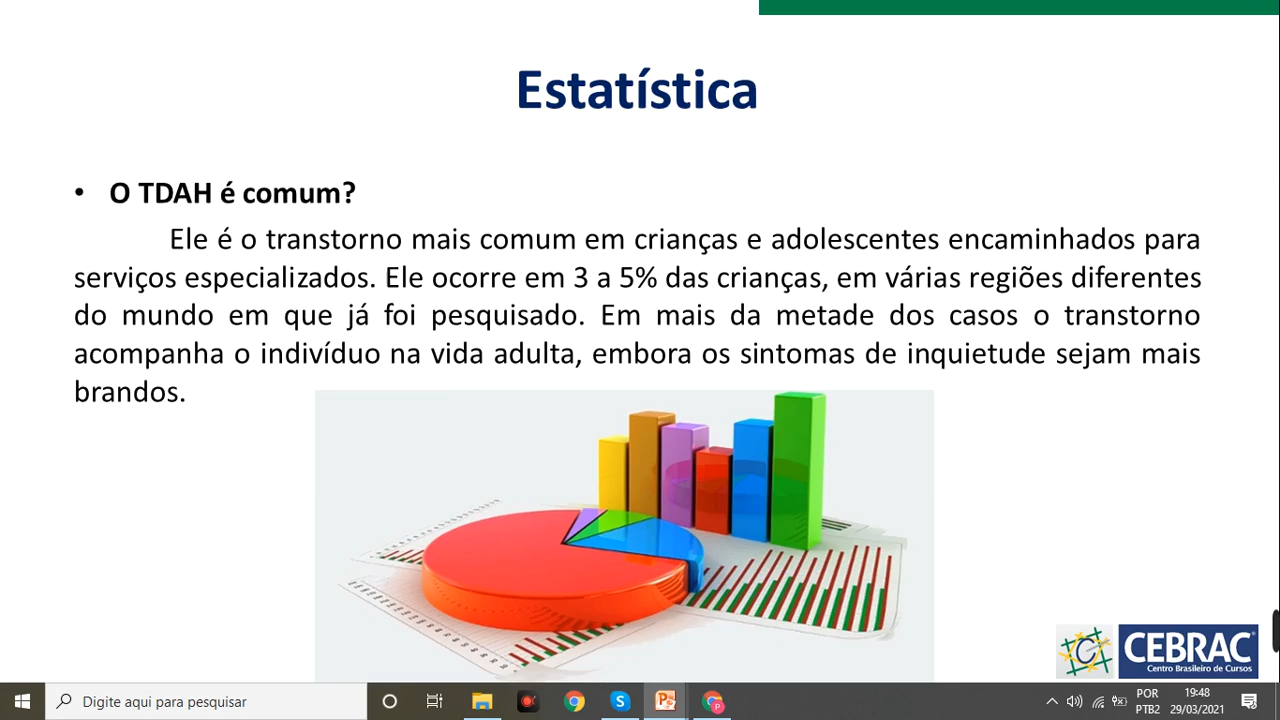 Estatística
• O TDAH é comum?
Ele é o transtorno mais comum em crianças e adolescentes encaminhados para
serviços especializados. Ele ocorre em 3 a 5% das crianças, em várias regiões diferentes
do mundo em que já foi pesquisado. Em mais da metade dos casos o transtorno
acompanha o indivíduo na vida adulta, embora os sintomas de inquietude sejam mais
brandos.
CEBRAC
Centro Brasileiro de Cursos
Digite aqui para pesquisar
POR
PTB2
19:48
29/03/2021